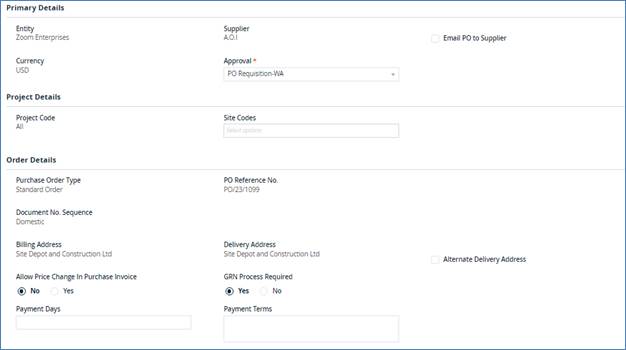 Primary Details
Entity
Zoom Enterprises
Supplier
A.O.I
Email PO to Supplier
Currency
USD
Approval *
PO Requisition-WA
Project Details
Project Code
All
Site Codes
Select options
Order Details
Purchase Order Type
Standard Order
PO Reference No.
PO/23/1099
Document No. Sequence
Domestic
Billing Address
Site Depot and Construction Ltd
Delivery Address
Site Depot and Construction Ltd
Alternate Delivery Address
Allow Price Change In Purchase Invoice
No Yes
GRN Process Required
Yes No
Payment Days
Payment Terms